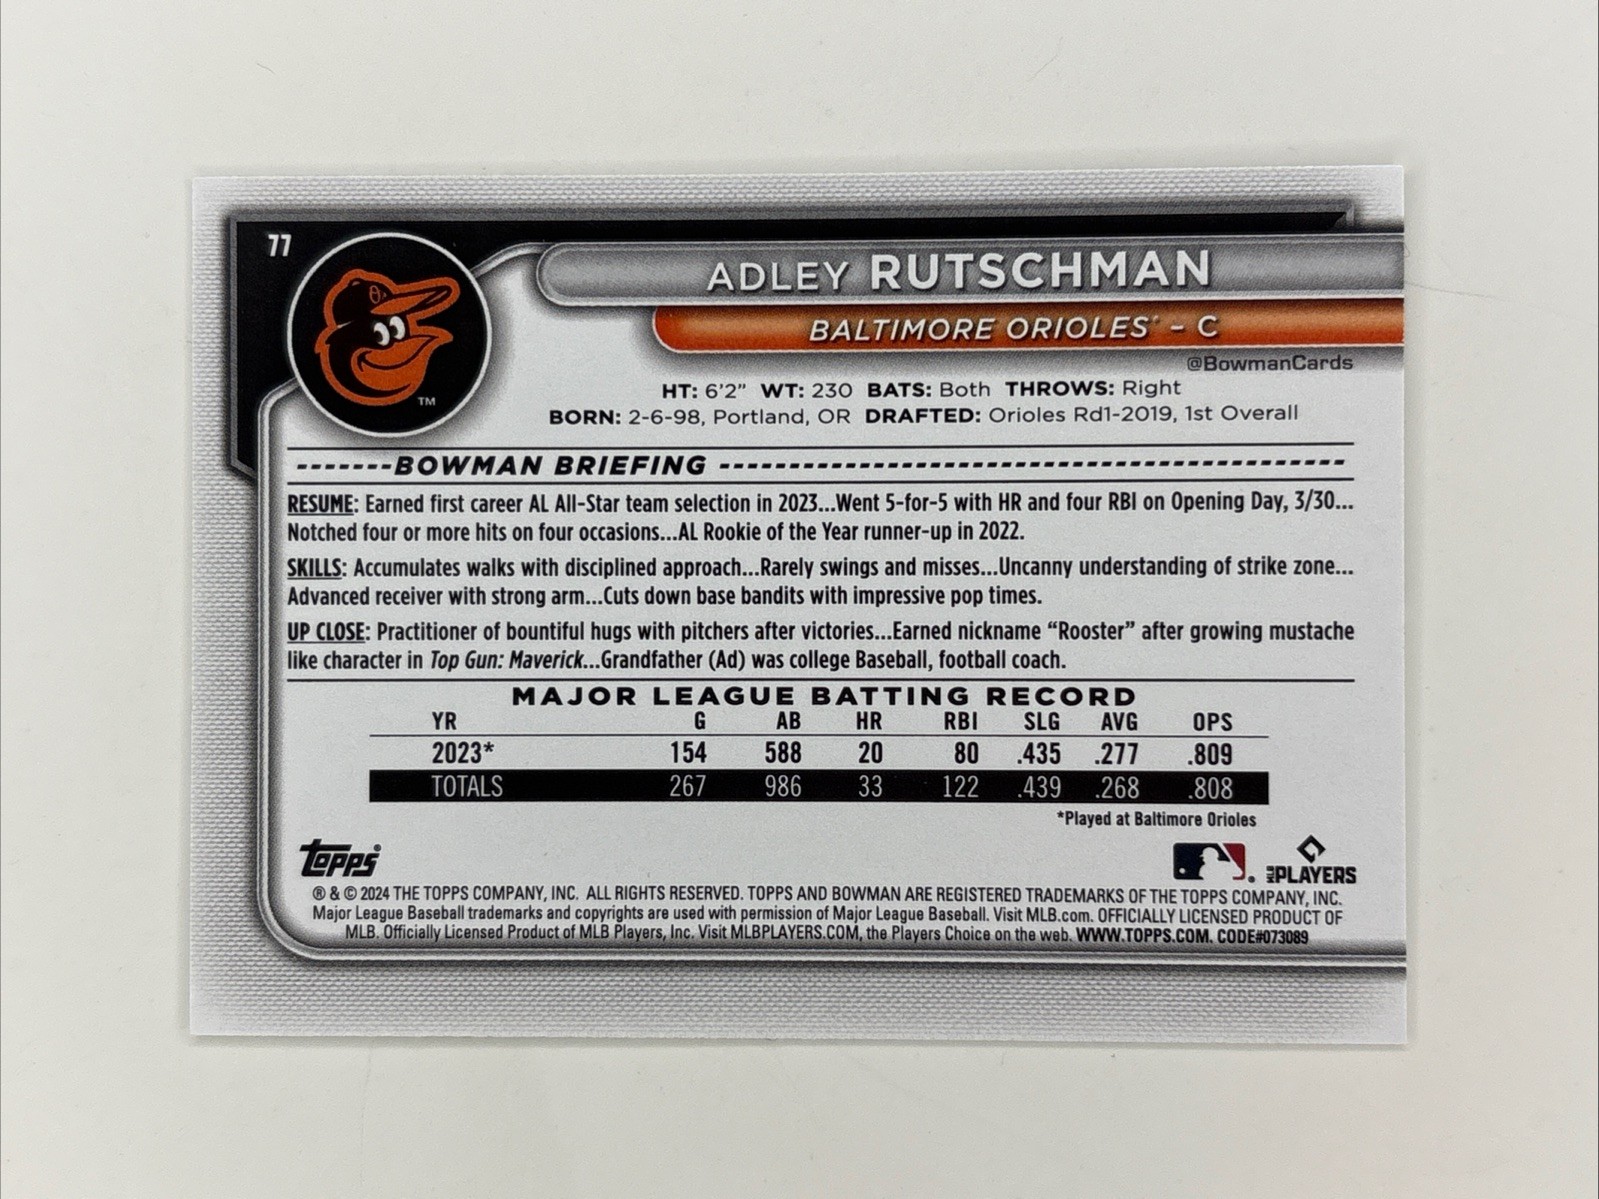 77
ADLEY RUTSCHMAN
BALTIMORE ORIOLES® - C
@BowmanCards
HT: 6'2" WT: 230 BATS: Both THROWS: Right
BORN: 2-6-98, Portland, OR DRAFTED: Orioles Rd1-2019, 1st Overall
TM
-------BOWMAN BRIEFING ---------------------------------------------
RESUME: Earned first career AL All-Star team selection in 2023...Went 5-for-5 with HR and four RBI on Opening Day, 3/30...
Notched four or more hits on four occasions...AL Rookie of the Year runner-up in 2022.
SKILLS: Accumulates walks with disciplined approach...Rarely swings and misses...Uncanny understanding of strike zone...
Advanced receiver with strong arm...Cuts down base bandits with impressive pop times.
UP CLOSE: Practitioner of bountiful hugs with pitchers after victories...Earned nickname “Rooster” after growing mustache
like character in Top Gun: Maverick...Grandfather (Ad) was college Baseball, football coach.
MAJOR LEAGUE BATTING RECORD
YR G AB HR RBI SLG AVG OPS
2023* 154 588 20 80 .435 .277 .809
TOTALS 267 986 33 122 .439 .268 .808
*Played at Baltimore Orioles
Topps
MLB PLAYERS
® & © 2024 THE TOPPS COMPANY, INC. ALL RIGHTS RESERVED. TOPPS AND BOWMAN ARE REGISTERED TRADEMARKS OF THE TOPPS COMPANY, INC.
Major League Baseball trademarks and copyrights are used with permission of Major League Baseball. Visit MLB.com. OFFICIALLY LICENSED PRODUCT OF
MLB. Officially Licensed Product of MLB Players, Inc. Visit MLBPLAYERS.COM, the Players Choice on the web. WWW.TOPPS.COM. CODE#073089